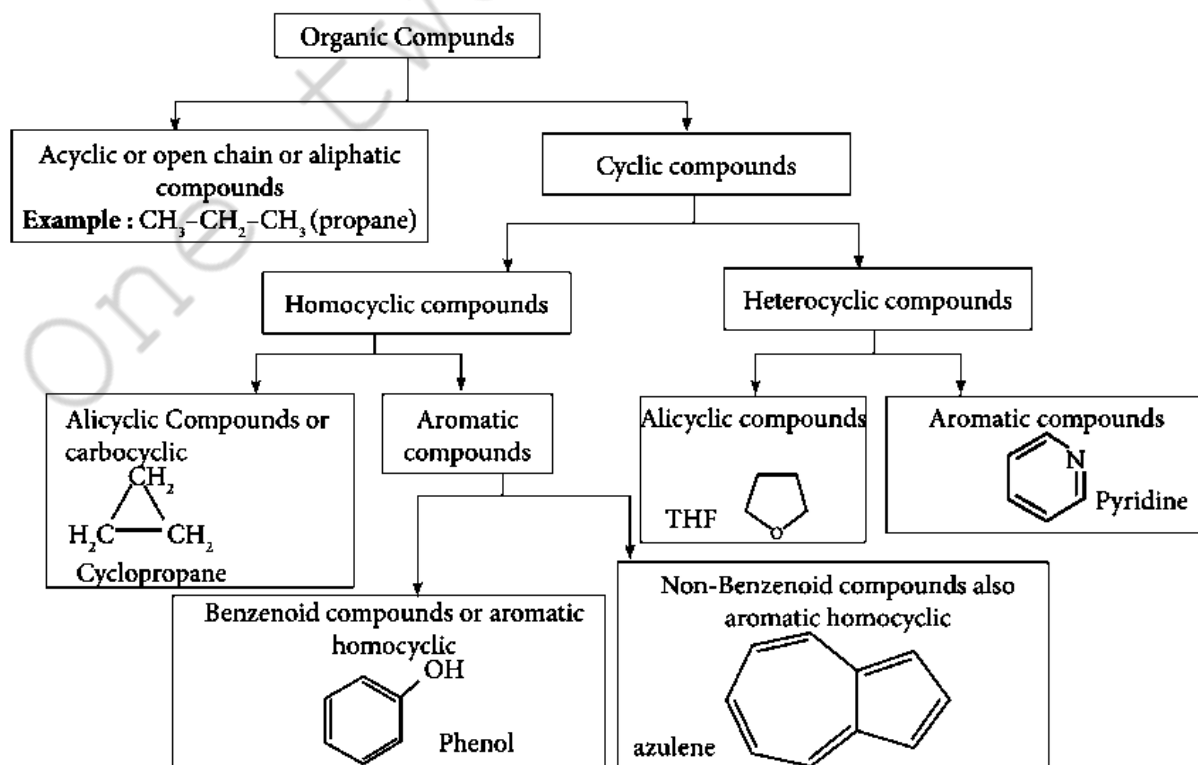 Organic Compunds
Acyclic or open chain or aliphatic
compounds
Example : CH₃–CH₂–CH₃ (propane)
Cyclic compounds
Homocyclic compounds
Heterocyclic compounds
Alicyclic Compounds or
carbocyclic
CH₂
H₂C CH₂
Cyclopropane
Aromatic
compounds
Alicyclic compounds
THF
O
Aromatic compounds
N
Pyridine
Benzenoid compounds or aromatic
homocyclic
OH
Phenol
Non-Benzenoid compounds also
aromatic homocyclic
azulene
One tw